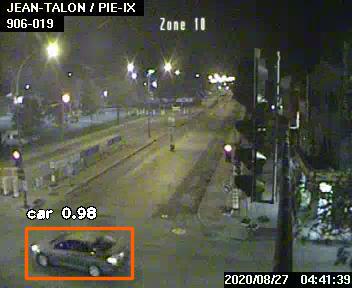 JEAN-TALON / PIE-IX
906-019
Zone 10
car 0.98
2020/08/27 04:41:39